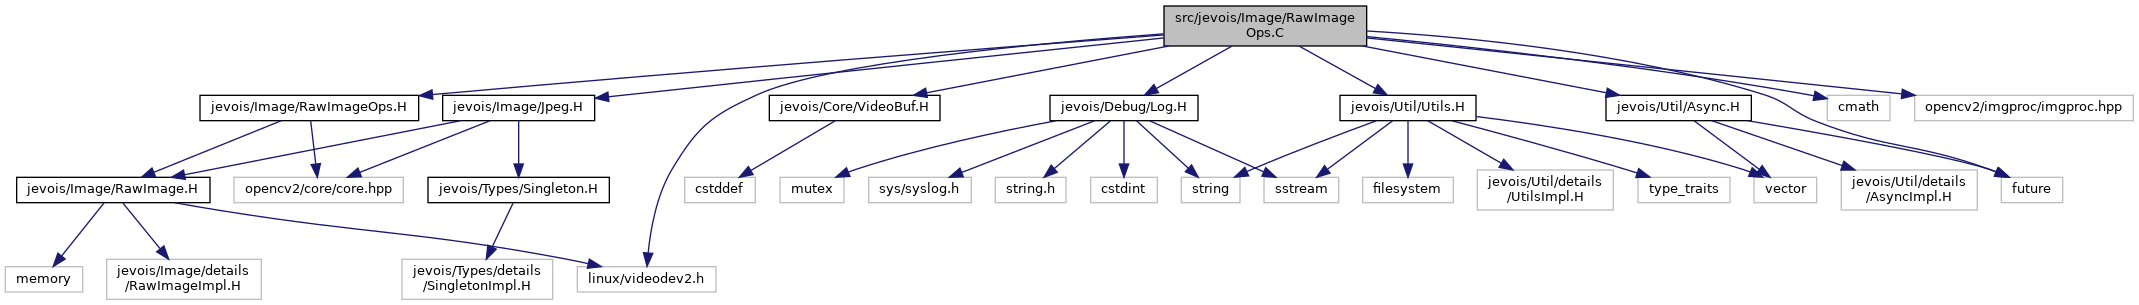 src/jevois/Image/RawImage
Ops.C
jevois/Image/RawImageOps.H
jevois/Image/Jpeg.H
jevois/Core/VideoBuf.H
jevois/Debug/Log.H
jevois/Util/Utils.H
jevois/Util/Async.H
cmath
opencv2/imgproc/imgproc.hpp
jevois/Image/RawImage.H
opencv2/core/core.hpp
jevois/Types/Singleton.H
cstddef
mutex
sys/syslog.h
string.h
cstdint
string
sstream
filesystem
jevois/Util/details
/UtilsImpl.H
type_traits
vector
jevois/Util/details
/AsyncImpl.H
future
memory
jevois/Image/details
/RawImageImpl.H
jevois/Types/details
/SingletonImpl.H
linux/videodev2.h